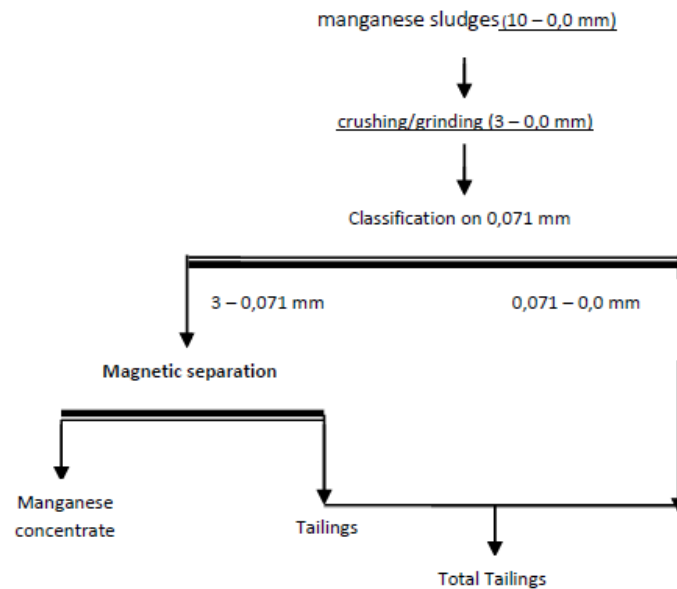 manganese sludges (10 – 0,0 mm)
crushing/grinding (3 – 0,0 mm)
Classification on 0,071 mm
3 – 0,071 mm
0,071 – 0,0 mm
Magnetic separation
Manganese
concentrate
Tailings
Total Tailings